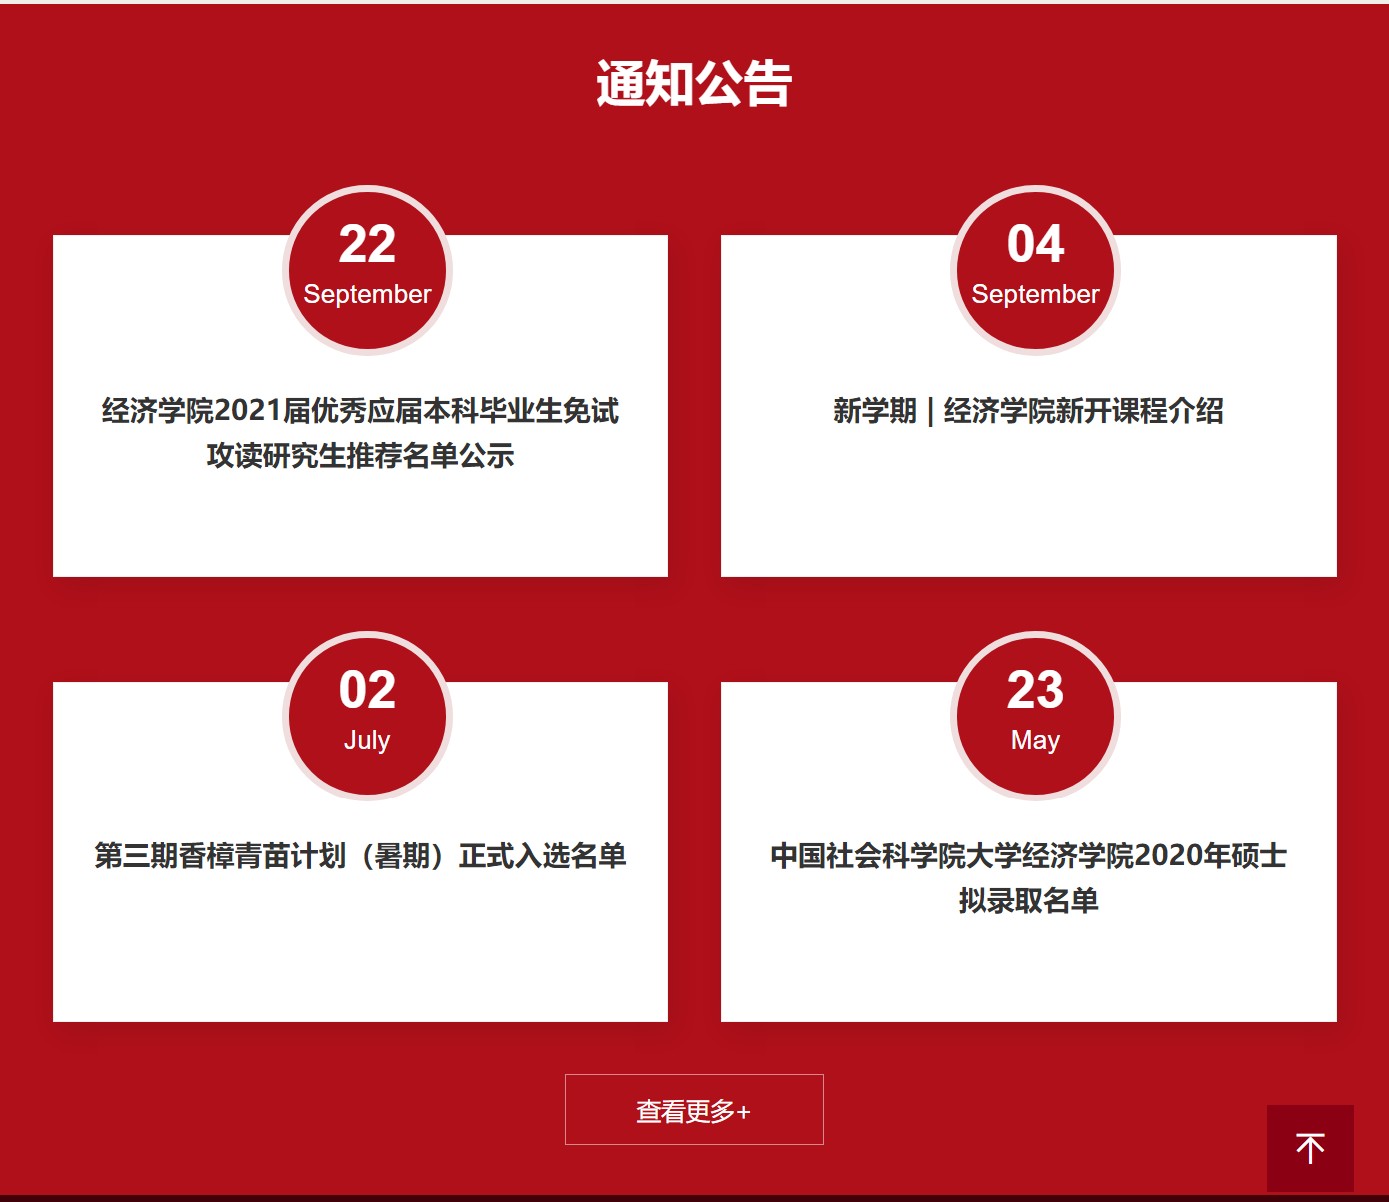 通知公告
22
September
经济学院2021届优秀应届本科毕业生免试
攻读研究生推荐名单公示
04
September
新学期 | 经济学院新开课程介绍
02
July
第三期香樟青苗计划（暑期）正式入选名单
23
May
中国社会科学院大学经济学院2020年硕士
拟录取名单
查看更多+